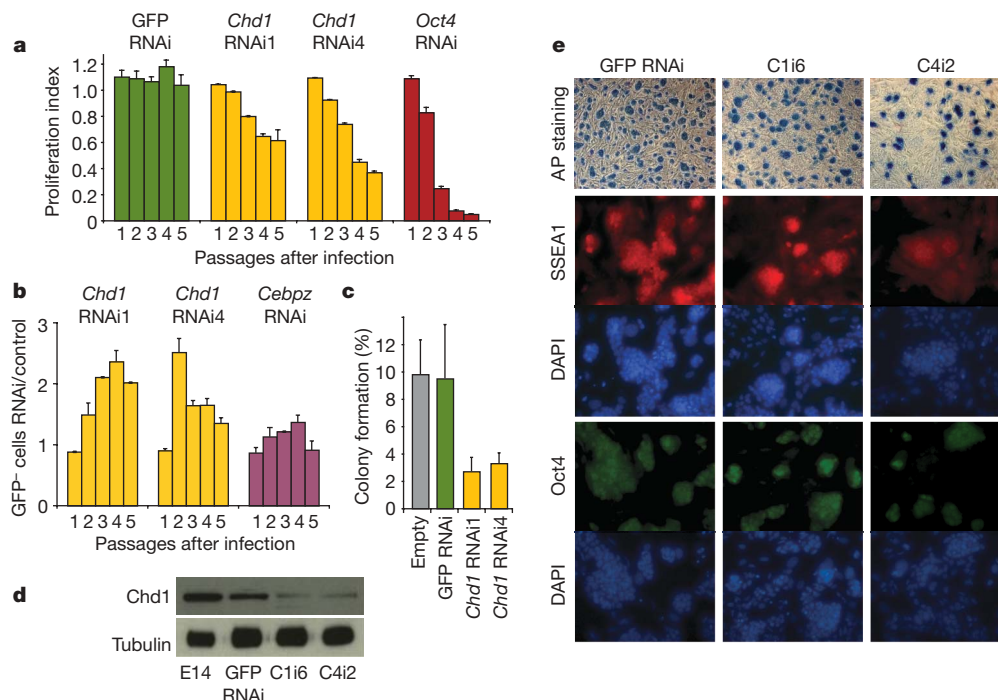 a
GFP RNAi
Chd1 RNAi1
Chd1 RNAi4
Oct4 RNAi
Proliferation index
1.2
1.0
0.8
0.6
0.4
0.2
0
1 2 3 4 5
1 2 3 4 5
1 2 3 4 5
1 2 3 4 5
Passages after infection
b
Chd1 RNAi1
Chd1 RNAi4
Cebpz RNAi
GFP– cells RNAi/control
3
2
1
0
1 2 3 4 5
1 2 3 4 5
1 2 3 4 5
Passages after infection
c
Colony formation (%)
12
10
8
6
4
2
0
Empty
GFP RNAi
Chd1 RNAi1
Chd1 RNAi4
d
Chd1
Tubulin
E14
GFP RNAi
C1i6
C4i2
e
GFP RNAi
C1i6
C4i2
AP staining
SSEA1
DAPI
Oct4
DAPI